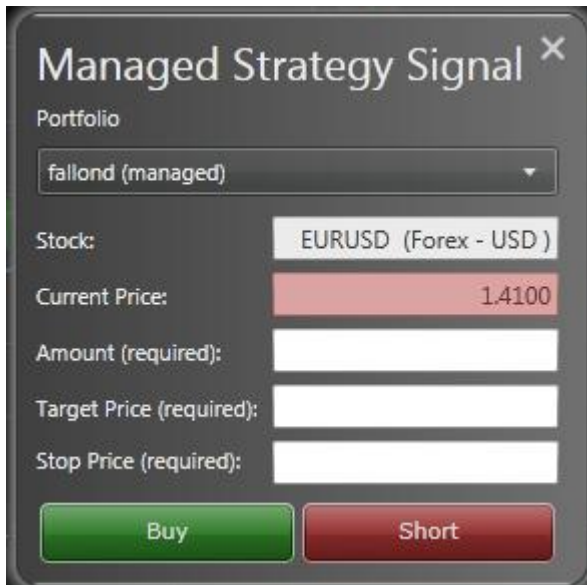 Managed Strategy Signal
Portfolio
fallond (managed)
Stock: EURUSD (Forex - USD )
Current Price: 1.4100
Amount (required):
Target Price (required):
Stop Price (required):
Buy Short